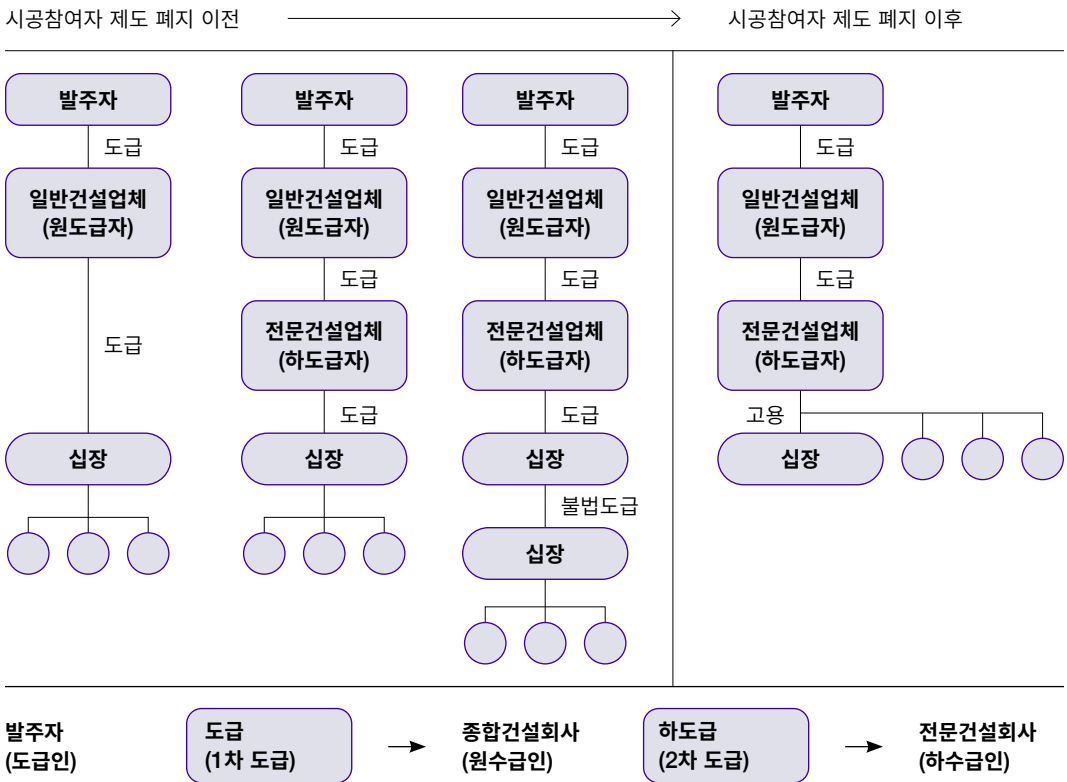 시공참여자 제도 폐지 이전
시공참여자 제도 폐지 이후
발주자
도급
일반건설업체
(원도급자)
도급
십장
발주자
도급
일반건설업체
(원도급자)
도급
전문건설업체
(하도급자)
도급
십장
발주자
도급
일반건설업체
(원도급자)
도급
전문건설업체
(하도급자)
도급
십장
불법도급
십장
발주자
도급
일반건설업체
(원도급자)
도급
전문건설업체
(하도급자)
고용
십장
발주자
(도급인)
도급
(1차 도급)
종합건설회사
(원수급인)
하도급
(2차 도급)
전문건설회사
(하수급인)